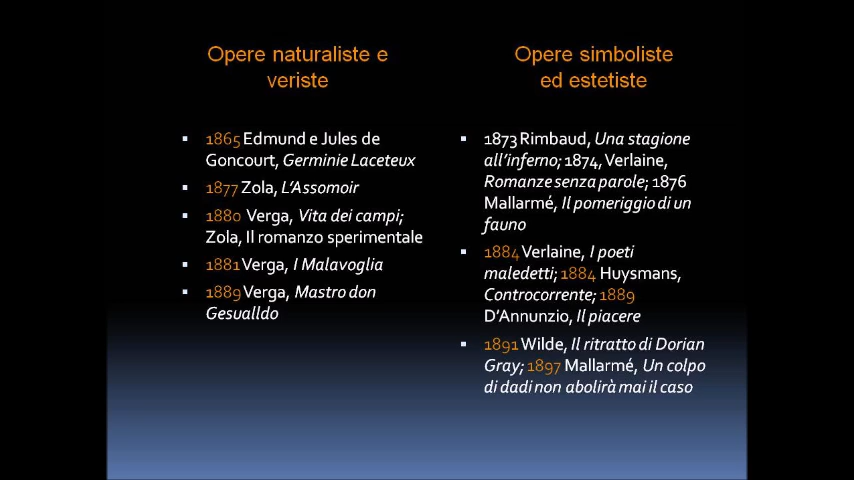 Opere naturaliste e
veriste
▪ 1865 Edmund e Jules de
Goncourt, Germinie Laceteux
▪ 1877 Zola, L'Assomoir
▪ 1880 Verga, Vita dei campi;
Zola, Il romanzo sperimentale
▪ 1881 Verga, I Malavoglia
▪ 1889 Verga, Mastro don
Gesualldo
Opere simboliste
ed estetiste
▪ 1873 Rimbaud, Una stagione
all'inferno; 1874, Verlaine,
Romanze senza parole; 1876
Mallarmé, Il pomeriggio di un
fauno
▪ 1884 Verlaine, I poeti
maledetti; 1884 Huysmans,
Controcorrente; 1889
D'Annunzio, Il piacere
▪ 1891 Wilde, Il ritratto di Dorian
Gray; 1897 Mallarmé, Un colpo
di dadi non abolirà mai il caso